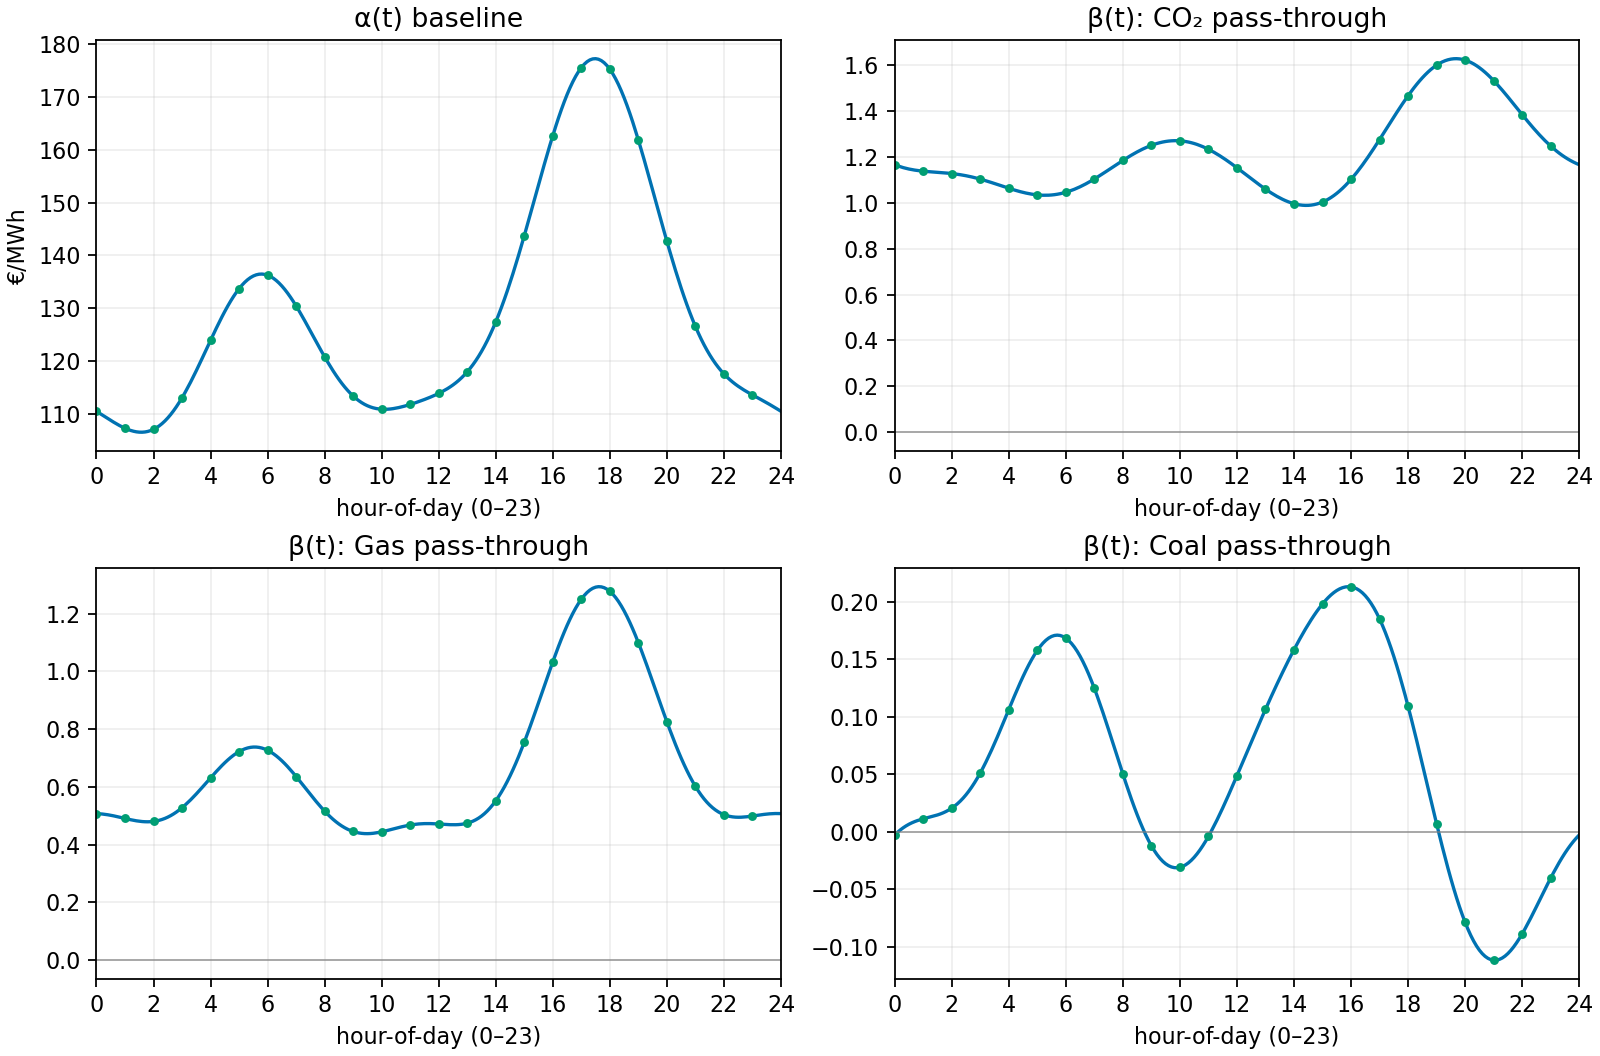 α(t) baseline
180
170
160
150
140
130
120
110
€/MWh
0 2 4 6 8 10 12 14 16 18 20 22 24
hour-of-day (0–23)
β(t): CO₂ pass-through
1.6
1.4
1.2
1.0
0.8
0.6
0.4
0.2
0.0
0 2 4 6 8 10 12 14 16 18 20 22 24
hour-of-day (0–23)
β(t): Gas pass-through
1.2
1.0
0.8
0.6
0.4
0.2
0.0
0 2 4 6 8 10 12 14 16 18 20 22 24
hour-of-day (0–23)
β(t): Coal pass-through
0.20
0.15
0.10
0.05
0.00
−0.05
−0.10
0 2 4 6 8 10 12 14 16 18 20 22 24
hour-of-day (0–23)